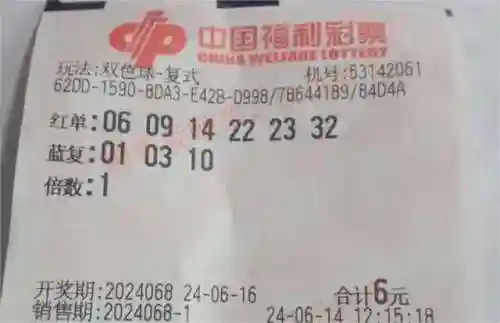 中国福利彩票
CHINA WELFARE LOTTERY
玩法:双色球-复式 机号:53142061
62DD-1590-8DA3-E42B-D998/78644189/84D4A
红单:06 09 14 22 23 32
蓝复:01 03 10
倍数:1
开奖期:2024068 24-06-16 合计6元
销售期:2024068-1 24-06-14 12:15:18